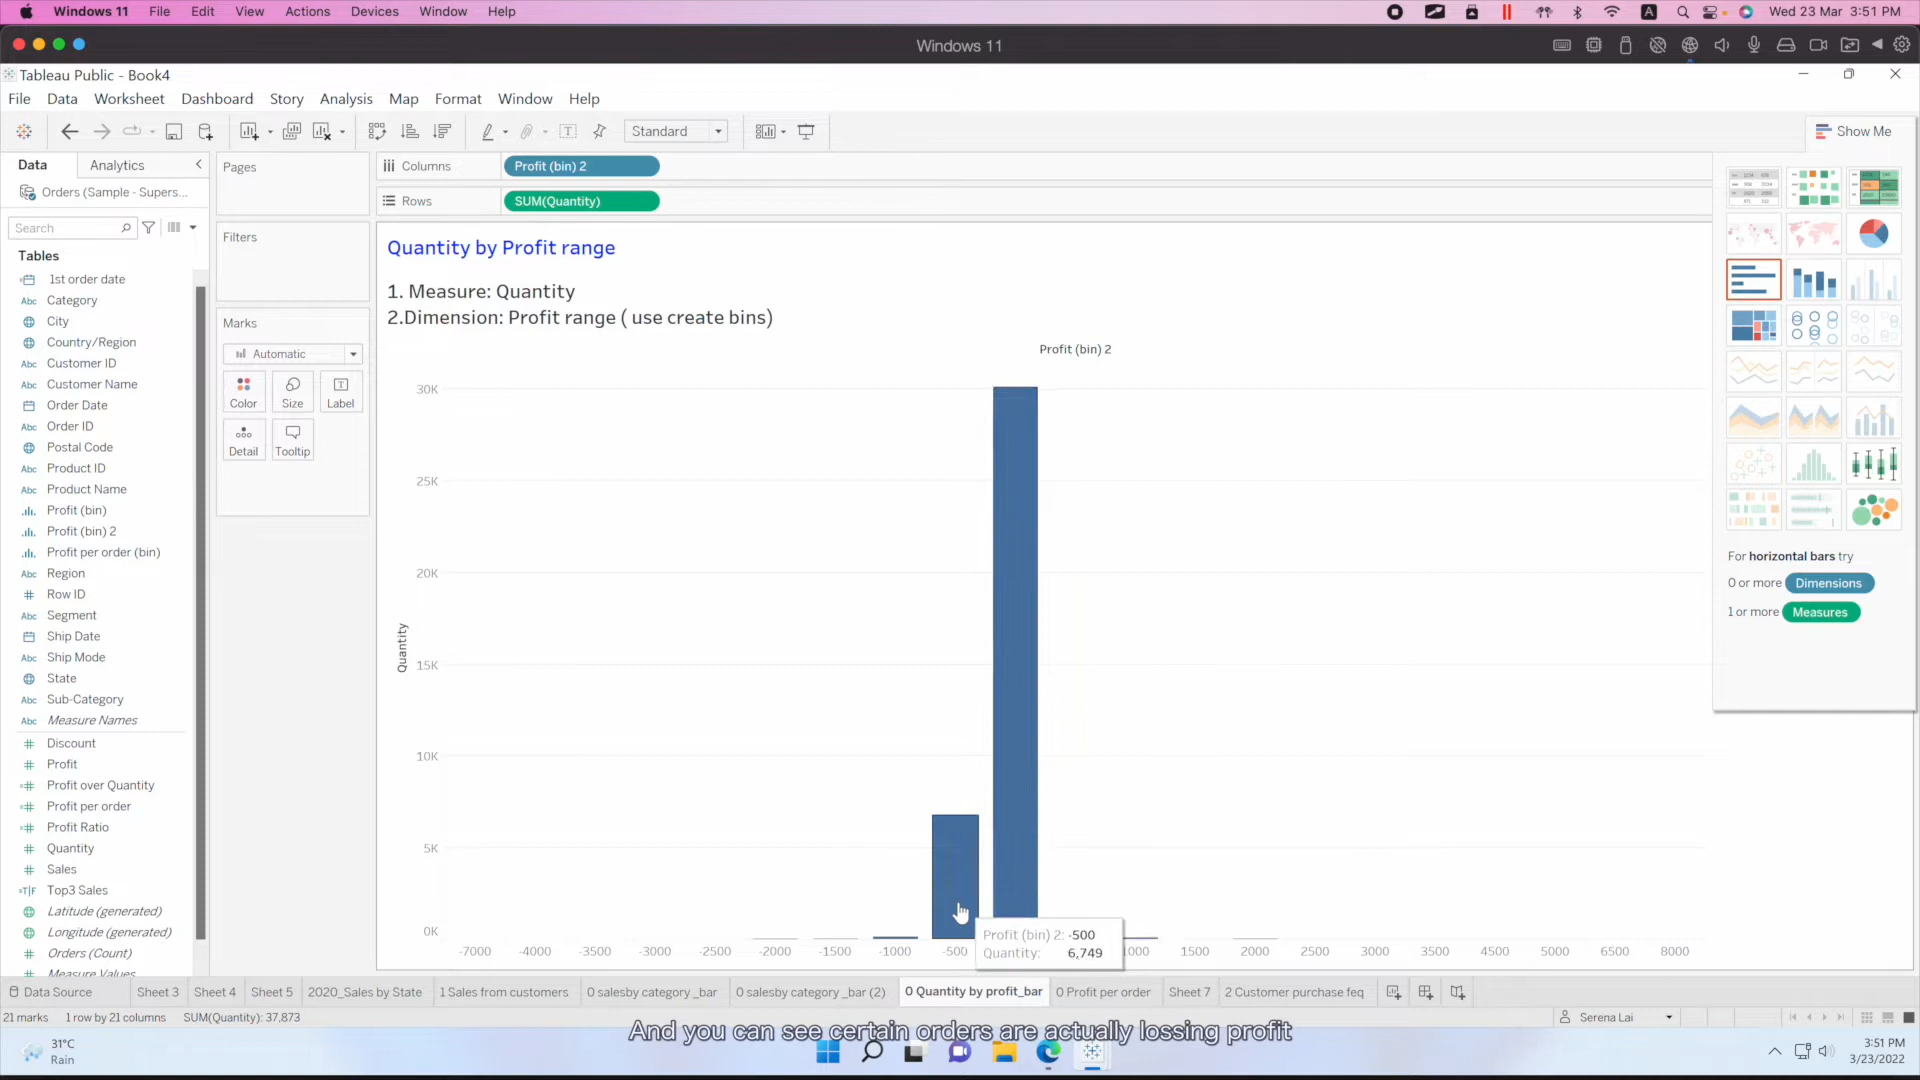 Windows 11 File Edit View Actions Devices Window Help
A
Wed 23 Mar 3:51 PM
Windows 11
Tableau Public - Book4
File Data Worksheet Dashboard Story Analysis Map Format Window Help
Standard
Show Me
Data Analytics
Orders (Sample - Supers...
Search
Tables
1st order date
Abc Category
City
Country/Region
Abc Customer ID
Abc Customer Name
Order Date
Abc Order ID
Postal Code
Abc Product ID
Abc Product Name
Profit (bin)
Profit (bin) 2
Profit per order (bin)
Abc Region
# Row ID
Abc Segment
Ship Date
Abc Ship Mode
State
Abc Sub-Category
Abc Measure Names
# Discount
# Profit
=# Profit over Quantity
=# Profit per order
=# Profit Ratio
# Quantity
# Sales
=T|F Top3 Sales
Latitude (generated)
Longitude (generated)
# Orders (Count)
# Measure Values
Pages
Filters
Marks
Automatic
Color Size Label
Detail Tooltip
Columns Profit (bin) 2
Rows SUM(Quantity)
Quantity by Profit range
1. Measure: Quantity
2.Dimension: Profit range ( use create bins)
Profit (bin) 2
30K
25K
20K
15K
10K
5K
0K
Quantity
-7000 -4000 -3500 -3000 -2500 -2000 -1500 -1000 -500 1000 1500 2000 2500 3000 3500 4500 5000 6500 8000
Profit (bin) 2: -500
Quantity: 6,749
For horizontal bars try
0 or more Dimensions
1 or more Measures
Data Source Sheet 3 Sheet 4 Sheet 5 2020_Sales by State 1 Sales from customers 0 salesby category _bar 0 salesby category _bar (2) 0 Quantity by profit_bar 0 Profit per order Sheet 7 2 Customer purchase feq
21 marks 1 row by 21 columns SUM(Quantity): 37,873
Serena Lai
And you can see certain orders are actually lossing profit
31°C
Rain
3:51 PM
3/23/2022